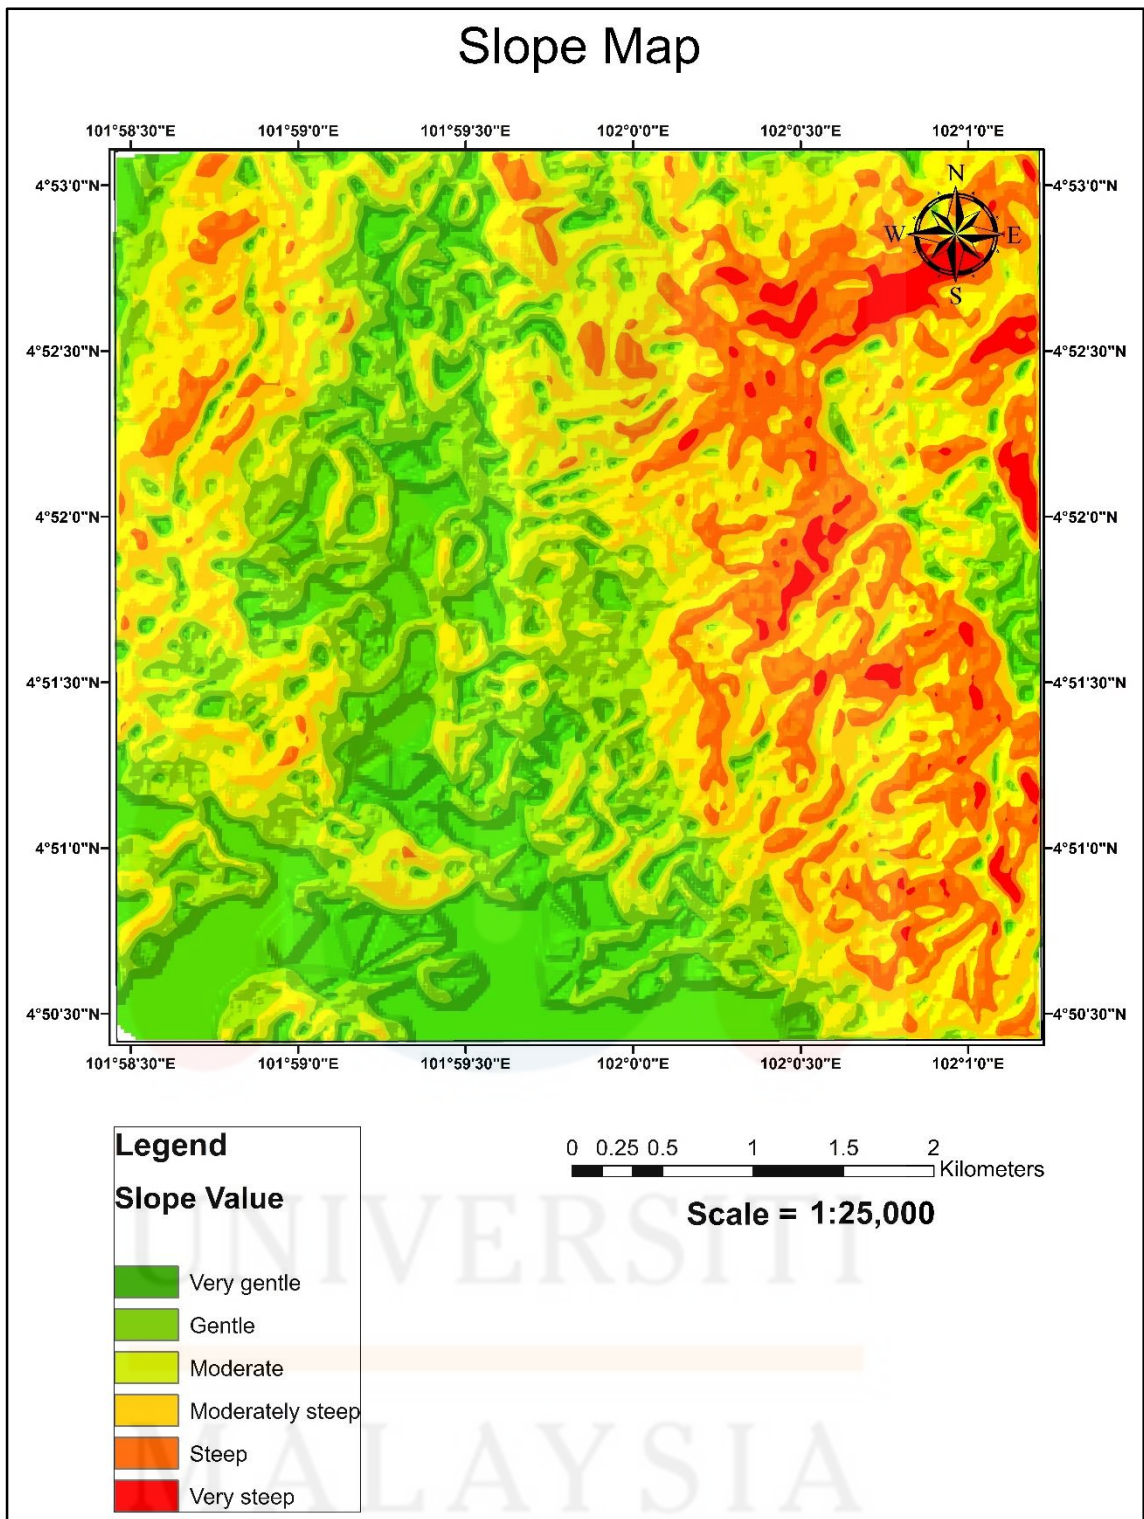 Slope Map
101°58'30"E 101°59'0"E 101°59'30"E 102°0'0"E 102°0'30"E 102°1'0"E
4°53'0"N 4°53'0"N
N
W E
S
4°52'30"N 4°52'30"N
4°52'0"N 4°52'0"N
4°51'30"N 4°51'30"N
4°51'0"N 4°51'0"N
4°50'30"N 4°50'30"N
101°58'30"E 101°59'0"E 101°59'30"E 102°0'0"E 102°0'30"E 102°1'0"E
Legend
Slope Value
Very gentle
Gentle
Moderate
Moderately steep
Steep
Very steep
0 0.25 0.5 1 1.5 2
Kilometers
Scale = 1:25,000
UNIVERSITI
MALAYSIA